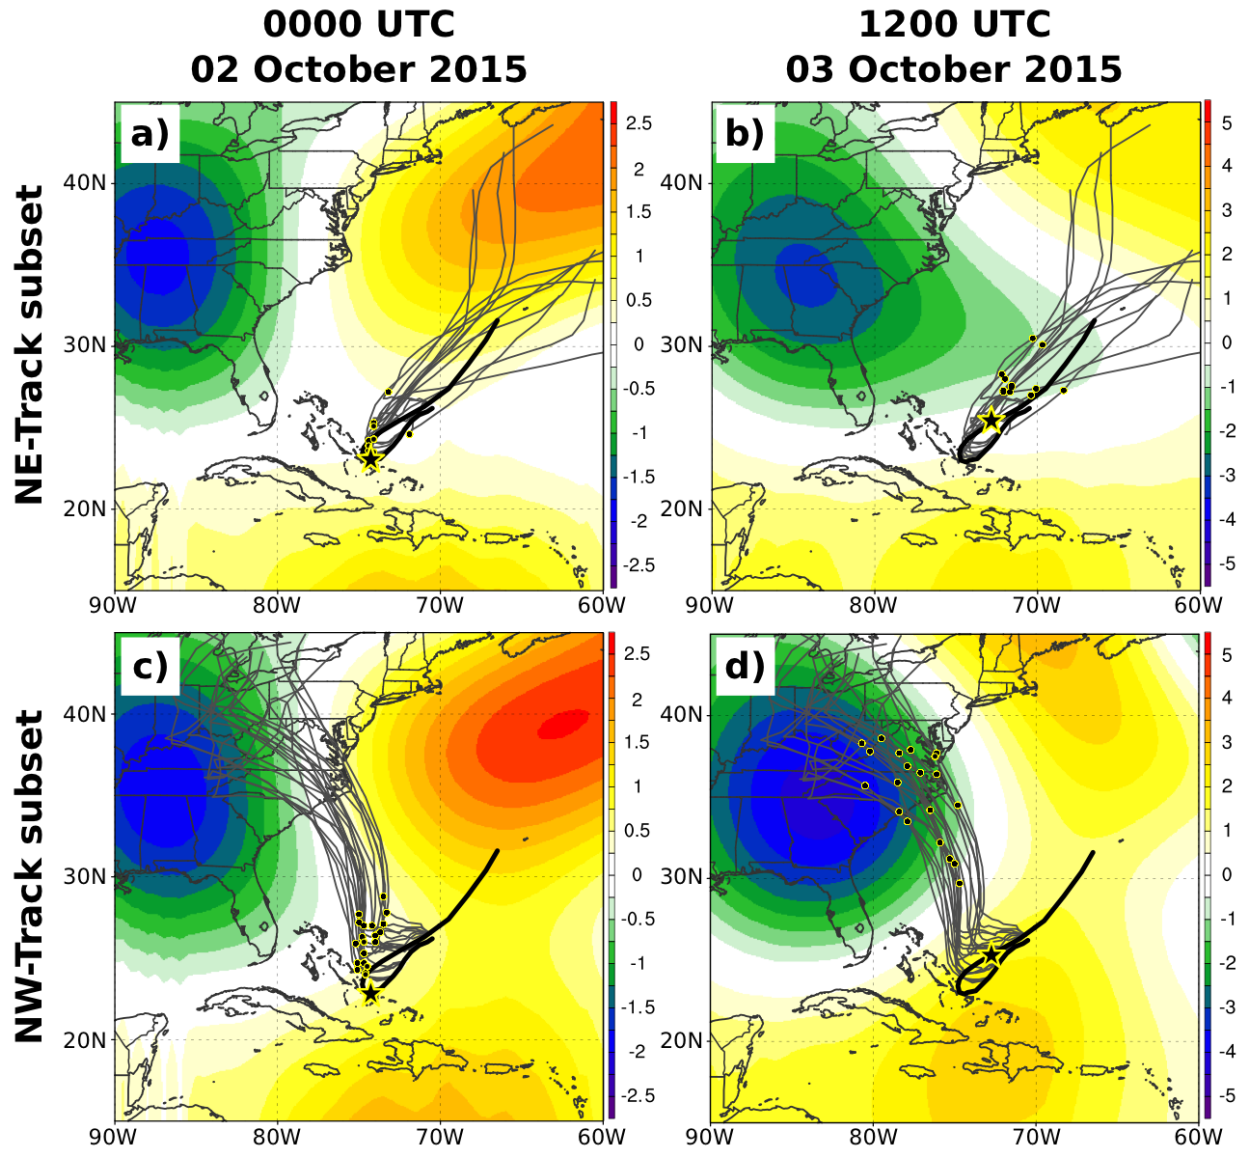 0000 UTC
02 October 2015
1200 UTC
03 October 2015
NE-Track subset
a)
40N
30N
20N
90W
80W
70W
60W
2.5
2
1.5
1
0.5
0
-0.5
-1
-1.5
-2
-2.5
b)
40N
30N
20N
90W
80W
70W
60W
5
4
3
2
1
0
-1
-2
-3
-4
-5
NW-Track subset
c)
40N
30N
20N
90W
80W
70W
60W
2.5
2
1.5
1
0.5
0
-0.5
-1
-1.5
-2
-2.5
d)
40N
30N
20N
90W
80W
70W
60W
5
4
3
2
1
0
-1
-2
-3
-4
-5